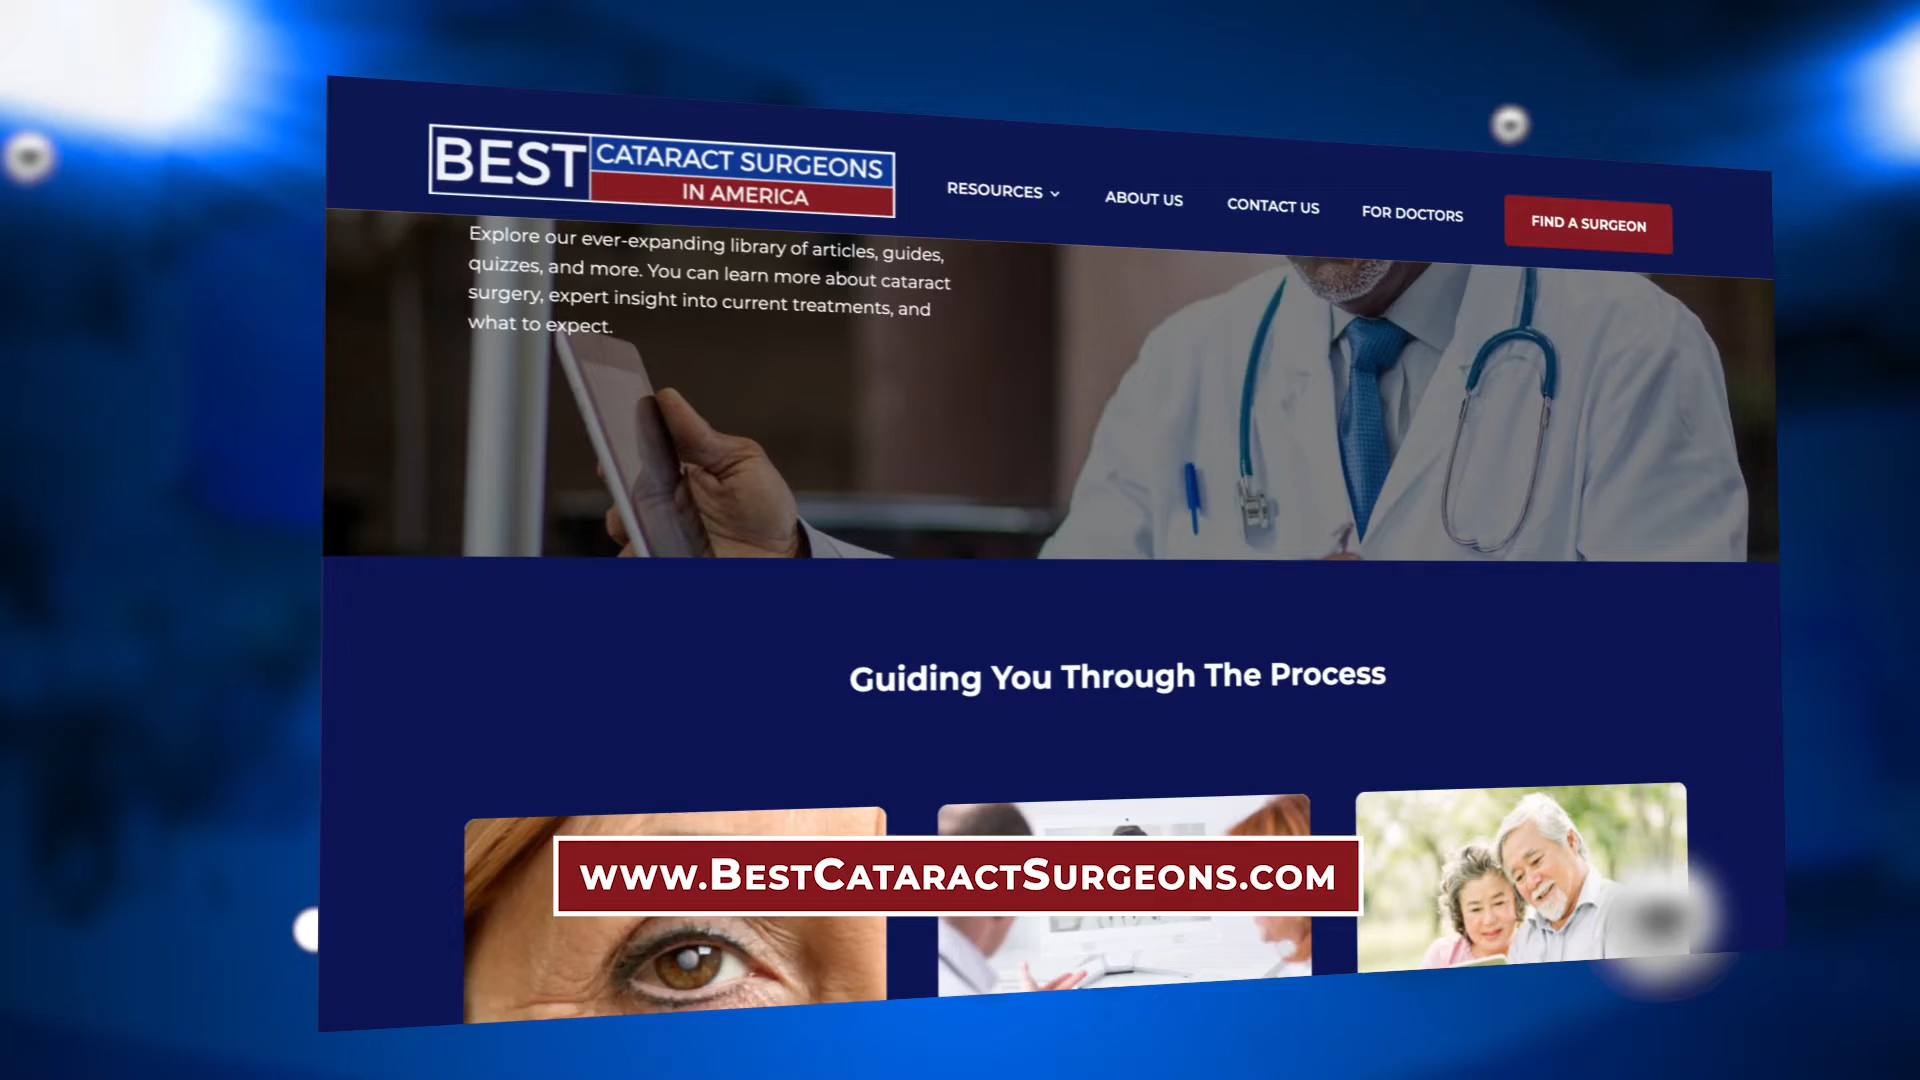 BEST
CATARACT SURGEONS
IN AMERICA
RESOURCES
ABOUT US
CONTACT US
FOR DOCTORS
FIND A SURGEON
Explore our ever-expanding library of articles, guides,
quizzes, and more. You can learn more about cataract
surgery, expert insight into current treatments, and
what to expect.
Guiding You Through The Process
www.BestCataractSurgeons.com